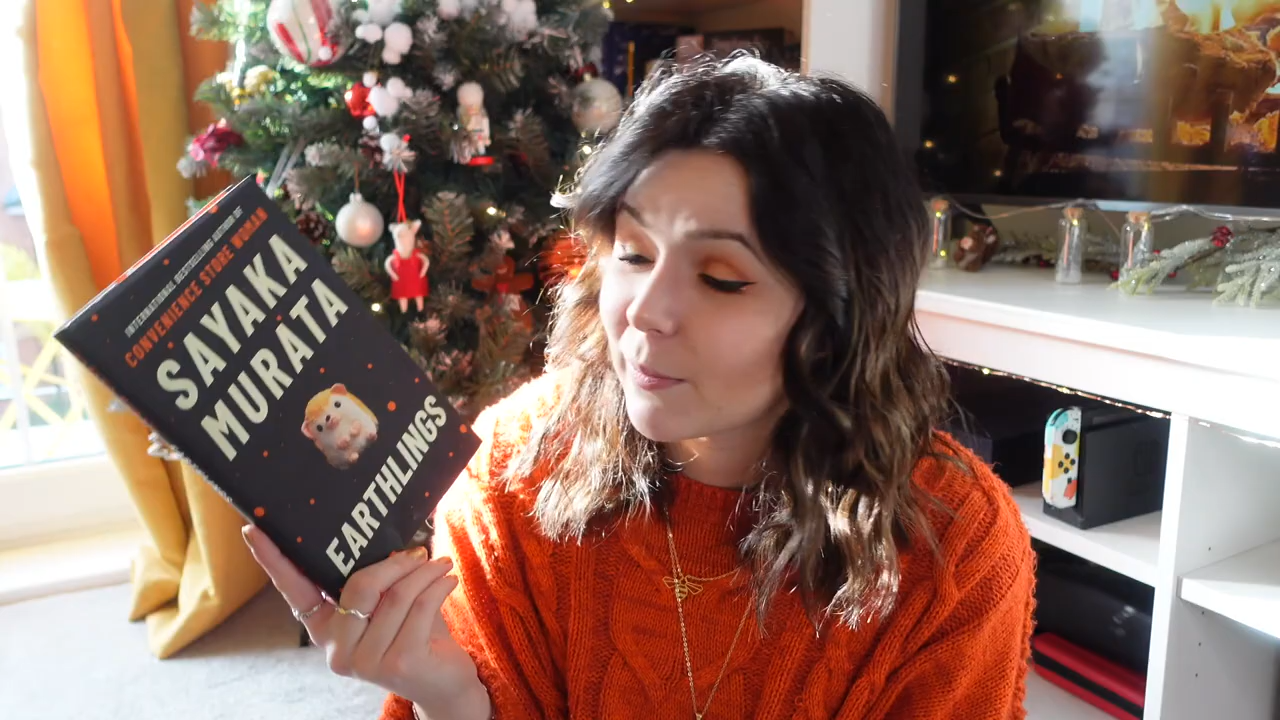 INTERNATIONAL BESTSELLING AUTHOR OF
CONVENIENCE STORE WOMAN
SAYAKA
MURATA
EARTHLINGS